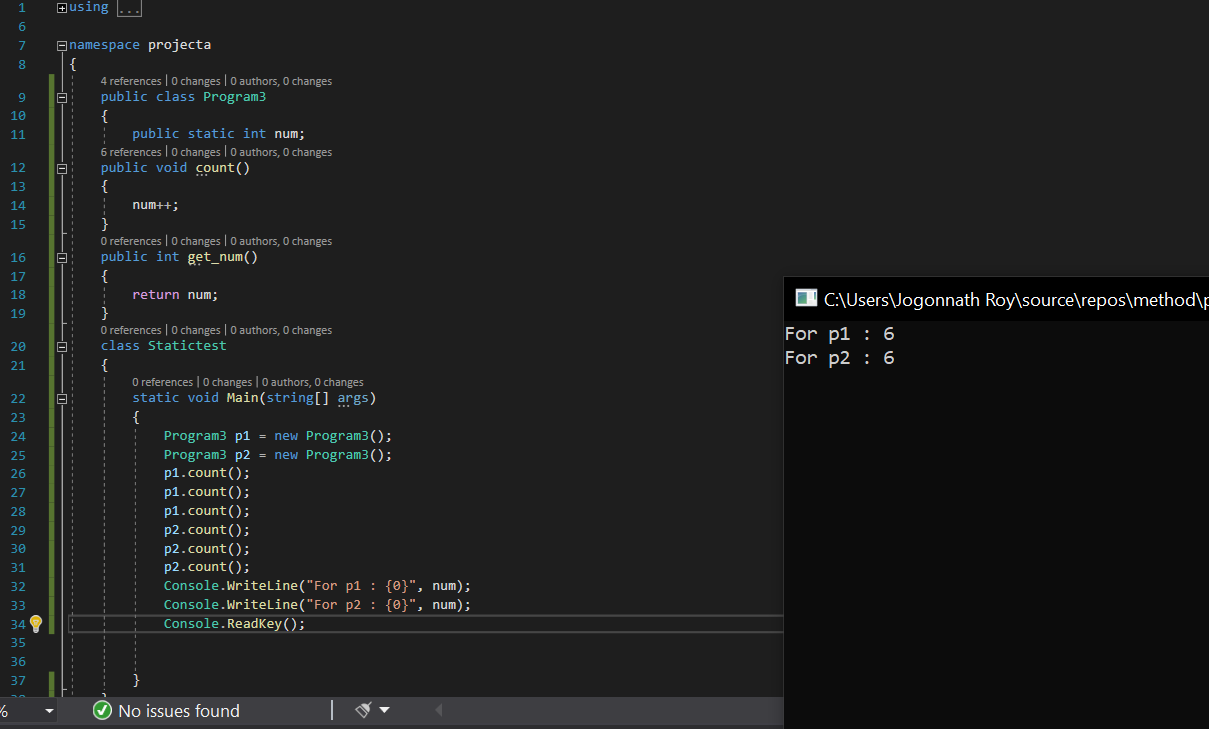 1 using ...
6
7 namespace projecta
8 {
4 references | 0 changes | 0 authors, 0 changes
9 public class Program3
10 {
11 public static int num;
6 references | 0 changes | 0 authors, 0 changes
12 public void count()
13 {
14 num++;
15 }
0 references | 0 changes | 0 authors, 0 changes
16 public int get_num()
17 {
18 return num;
19 }
0 references | 0 changes | 0 authors, 0 changes
20 class Statictest
21 {
0 references | 0 changes | 0 authors, 0 changes
22 static void Main(string[] args)
23 {
24 Program3 p1 = new Program3();
25 Program3 p2 = new Program3();
26 p1.count();
27 p1.count();
28 p1.count();
29 p2.count();
30 p2.count();
31 p2.count();
32 Console.WriteLine("For p1 : {0}", num);
33 Console.WriteLine("For p2 : {0}", num);
34 Console.ReadKey();
35
36
37 }
% No issues found
C:\Users\Jogonnath Roy\source\repos\method\p
For p1 : 6
For p2 : 6